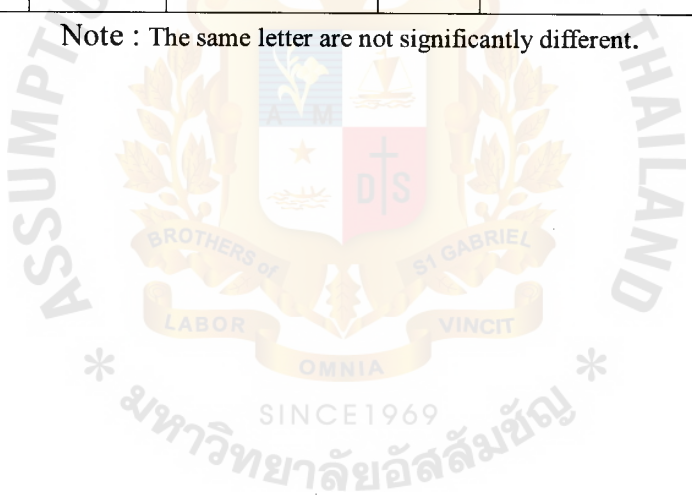 Note : The same letter are not significantly different.
ASSUMPTIO
THAILAND
A M
D S
BROTHERS of
ST GABRIEL
LABOR
VINCIT
OMNIA
* *
SINCE1969
มหาวิทยาลัยอัสสัมชัญ